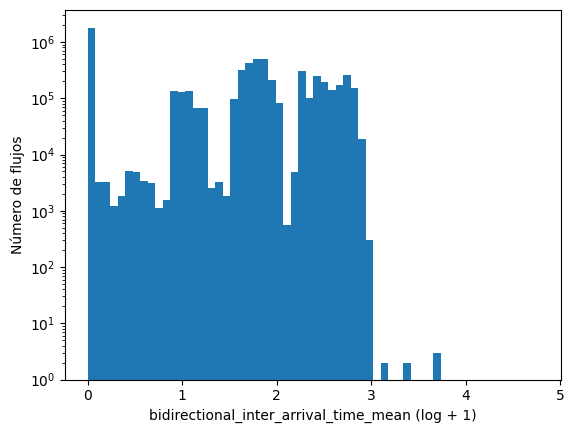 10⁶
10⁵
10⁴
10³
10²
10¹
10⁰
Número de flujos
0 1 2 3 4 5
bidirectional_inter_arrival_time_mean (log + 1)